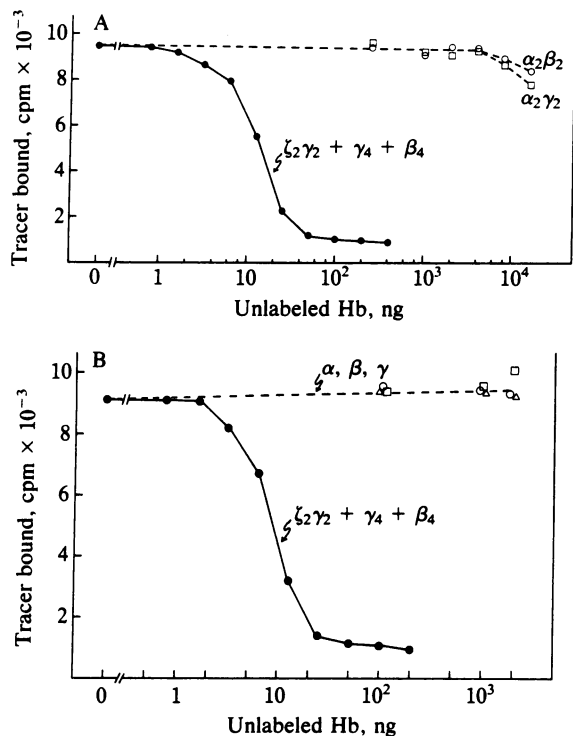 A
Tracer bound, cpm × 10⁻³
10
8
6
4
2
α₂β₂
α₂γ₂
ζ₂γ₂ + γ₄ + β₄
0 1 10 10² 10³ 10⁴
Unlabeled Hb, ng
B
Tracer bound, cpm × 10⁻³
10
8
6
4
2
α, β, γ
ζ₂γ₂ + γ₄ + β₄
0 1 10 10² 10³
Unlabeled Hb, ng